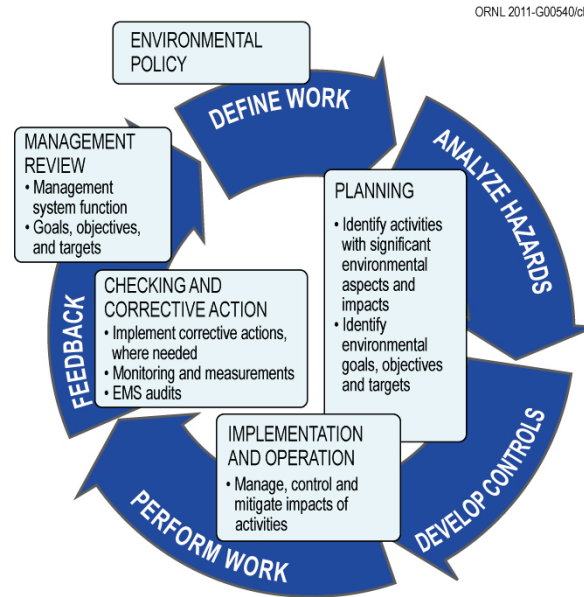 ORNL 2011-G00540/c
ENVIRONMENTAL
POLICY
DEFINE WORK
ANALYZE HAZARDS
MANAGEMENT
REVIEW
• Management
system function
• Goals, objectives,
and targets
PLANNING
• Identify activities
with significant
environmental
aspects and
impacts
• Identify
environmental
goals, objectives
and targets
CHECKING AND
CORRECTIVE ACTION
• Implement corrective actions,
where needed
• Monitoring and measurements
• EMS audits
FEEDBACK
IMPLEMENTATION
AND OPERATION
• Manage, control and
mitigate impacts of
activities
DEVELOP CONTROLS
PERFORM WORK